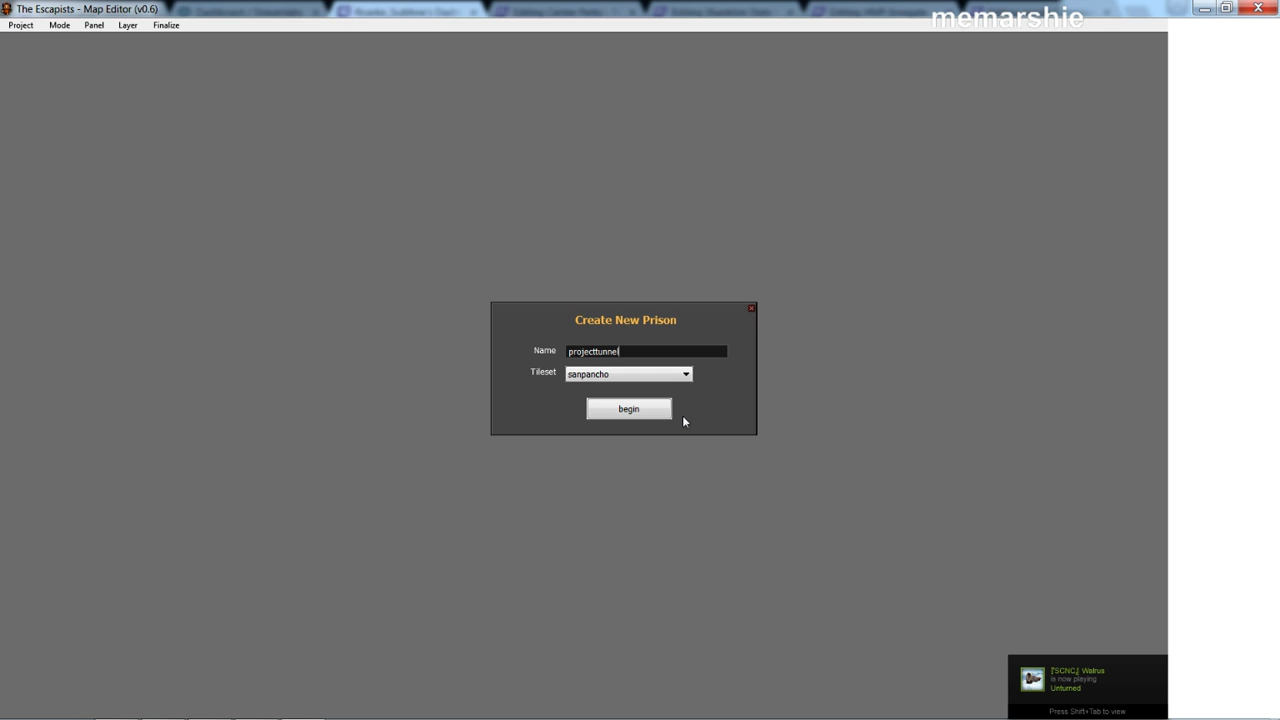 The Escapists - Map Editor (v0.6)
memarshie
Project Mode Panel Layer Finalize
Create New Prison
Name projecttunnel
Tileset sanpancho
begin
『SCNC』 Walrus
is now playing
Unturned
Press Shift+Tab to view